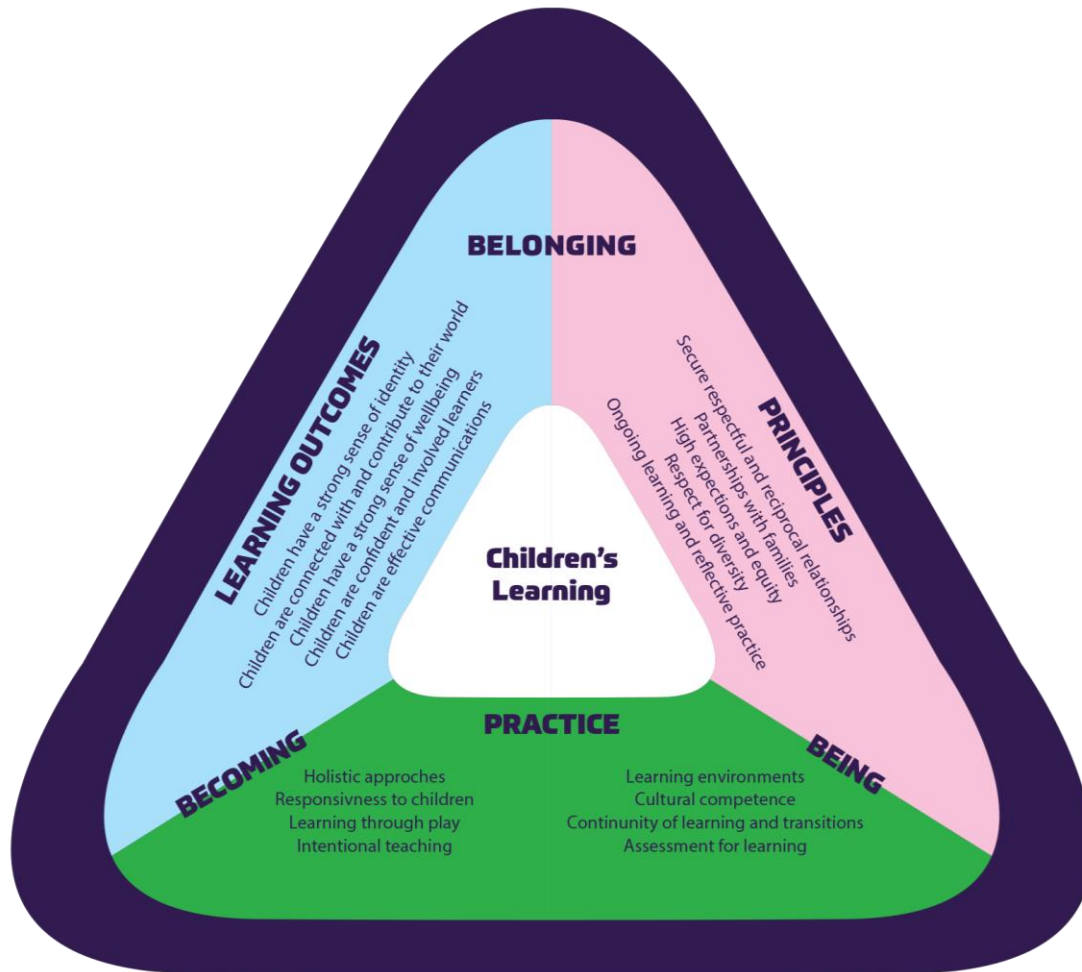 BELONGING
LEARNING OUTCOMES
Children have a strong sense of identity
Children are connected with and contribute to their world
Children have a strong sense of wellbeing
Children are confident and involved learners
Children are effective communications
PRINCIPLES
Secure respectful and reciprocal relationships
Partnerships with families
High expections and equity
Respect for diversity
Ongoing learning and reflective practice
Children's
Learning
PRACTICE
BECOMING
BEING
Holistic approches
Responsivness to children
Learning through play
Intentional teaching
Learning environments
Cultural competence
Continunity of learning and transitions
Assessment for learning